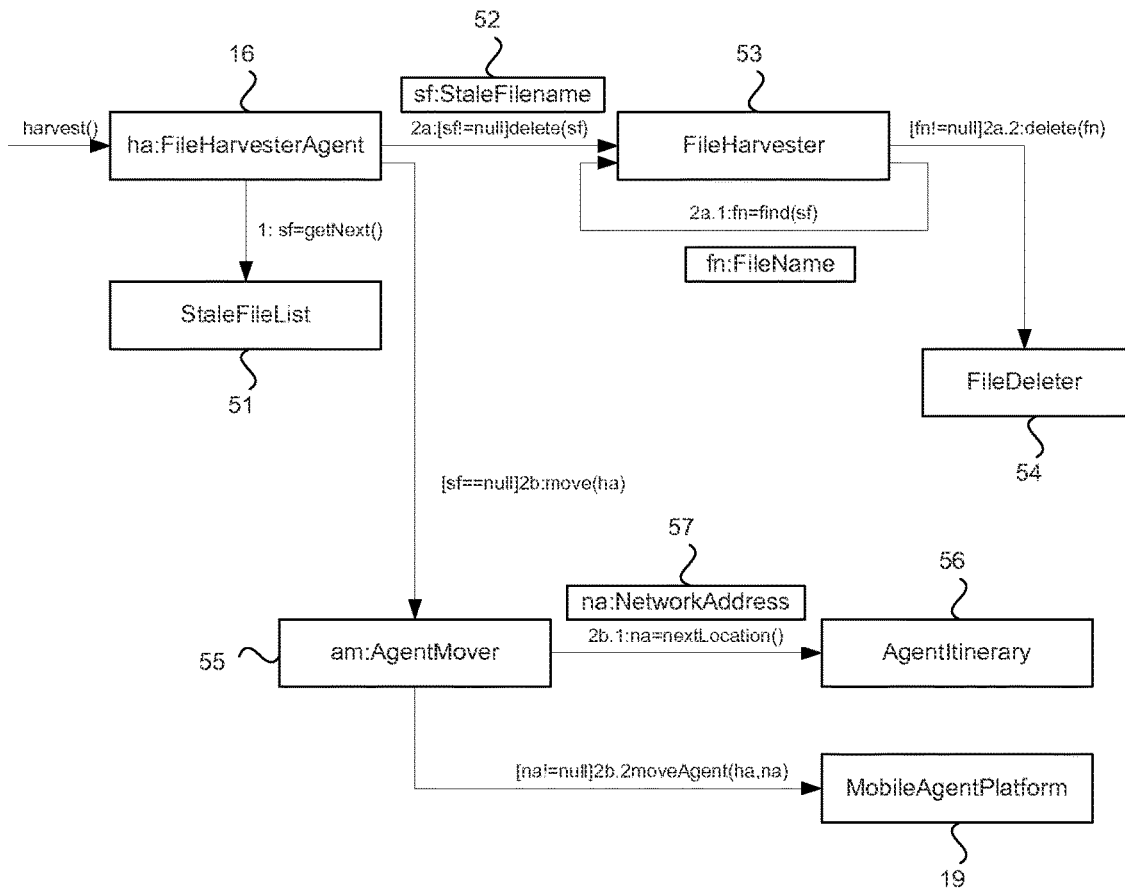 52
16
53
sf:StaleFilename
harvest()
ha:FileHarvesterAgent
2a:[sf!=null]delete(sf)
FileHarvester
[fn!=null]2a.2:delete(fn)
2a.1:fn=find(sf)
1: sf=getNext()
fn:FileName
StaleFileList
51
FileDeleter
54
[sf==null]2b:move(ha)
57
56
na:NetworkAddress
2b.1:na=nextLocation()
55
am:AgentMover
AgentItinerary
[na!=null]2b.2moveAgent(ha,na)
MobileAgentPlatform
19